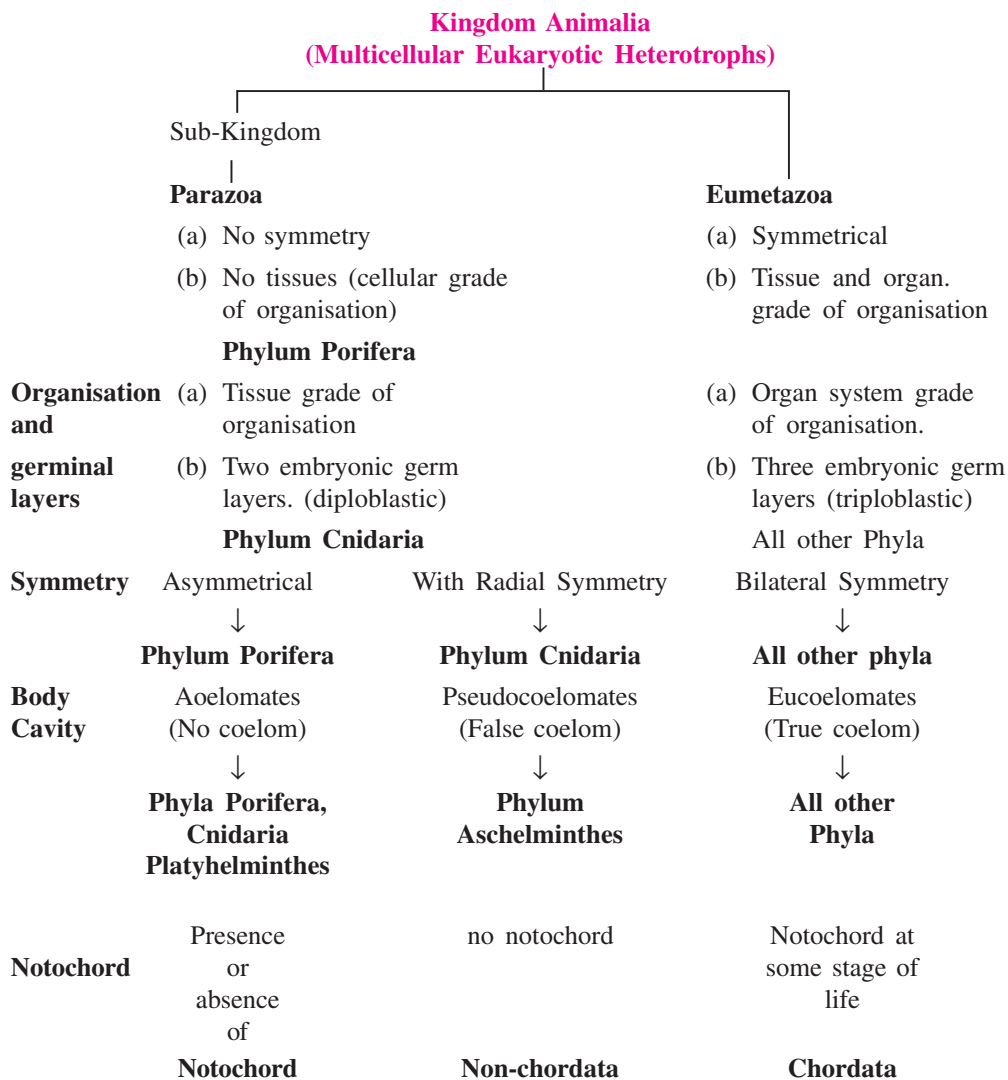 Kingdom Animalia
(Multicellular Eukaryotic Heterotrophs)
Sub-Kingdom
Parazoa Eumetazoa
(a) No symmetry (a) Symmetrical
(b) No tissues (cellular grade (b) Tissue and organ.
of organisation) grade of organisation
Phylum Porifera
Organisation (a) Tissue grade of (a) Organ system grade
and organisation of organisation.
germinal (b) Two embryonic germ (b) Three embryonic germ
layers layers. (diploblastic) layers (triploblastic)
Phylum Cnidaria All other Phyla
Symmetry Asymmetrical With Radial Symmetry Bilateral Symmetry
↓ ↓ ↓
Phylum Porifera Phylum Cnidaria All other phyla
Body Aoelomates Pseudocoelomates Eucoelomates
Cavity (No coelom) (False coelom) (True coelom)
↓ ↓ ↓
Phyla Porifera, Phylum All other
Cnidaria Aschelminthes Phyla
Platyhelminthes
Presence no notochord Notochord at
Notochord or some stage of
absence life
of
Notochord Non-chordata Chordata